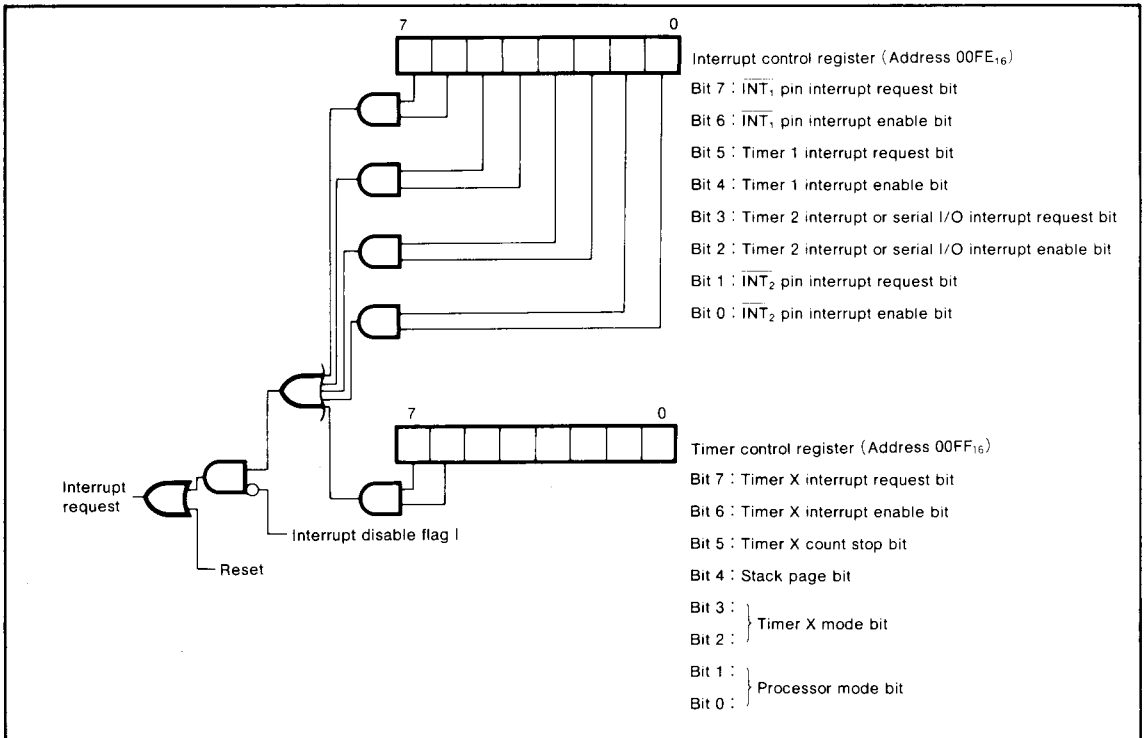 7 0
Interrupt control register (Address 00FE₁₆)
Bit 7 : I̅N̅T̅₁ pin interrupt request bit
Bit 6 : I̅N̅T̅₁ pin interrupt enable bit
Bit 5 : Timer 1 interrupt request bit
Bit 4 : Timer 1 interrupt enable bit
Bit 3 : Timer 2 interrupt or serial I/O interrupt request bit
Bit 2 : Timer 2 interrupt or serial I/O interrupt enable bit
Bit 1 : I̅N̅T̅₂ pin interrupt request bit
Bit 0 : I̅N̅T̅₂ pin interrupt enable bit
7 0
Timer control register (Address 00FF₁₆)
Bit 7 : Timer X interrupt request bit
Bit 6 : Timer X interrupt enable bit
Bit 5 : Timer X count stop bit
Bit 4 : Stack page bit
Bit 3 :
Timer X mode bit
Bit 2 :
Bit 1 :
Processor mode bit
Bit 0 :
Interrupt
request
Interrupt disable flag I
Reset